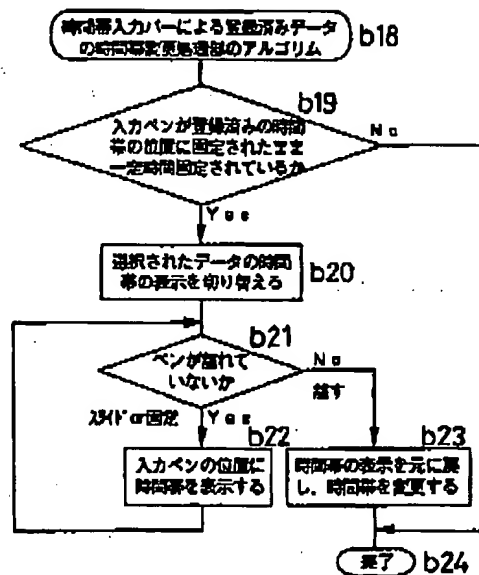 時間帯入力バーによる登録済みデータ
の時間帯変更処理部のアルゴリム
b18
b19
入力ペンが登録済みの時間
帯の位置に固定されたまま
一定時間固定されているか
No
Yes
選択されたデータの時間
帯の表示を切り替える
b20
b21
ペンが離れて
いないか
No
離す
スライド or 固定
Yes
b22
入力ペンの位置に
時間帯を表示する
b23
時間帯の表示を元に戻
し、時間帯を変更する
終了
b24